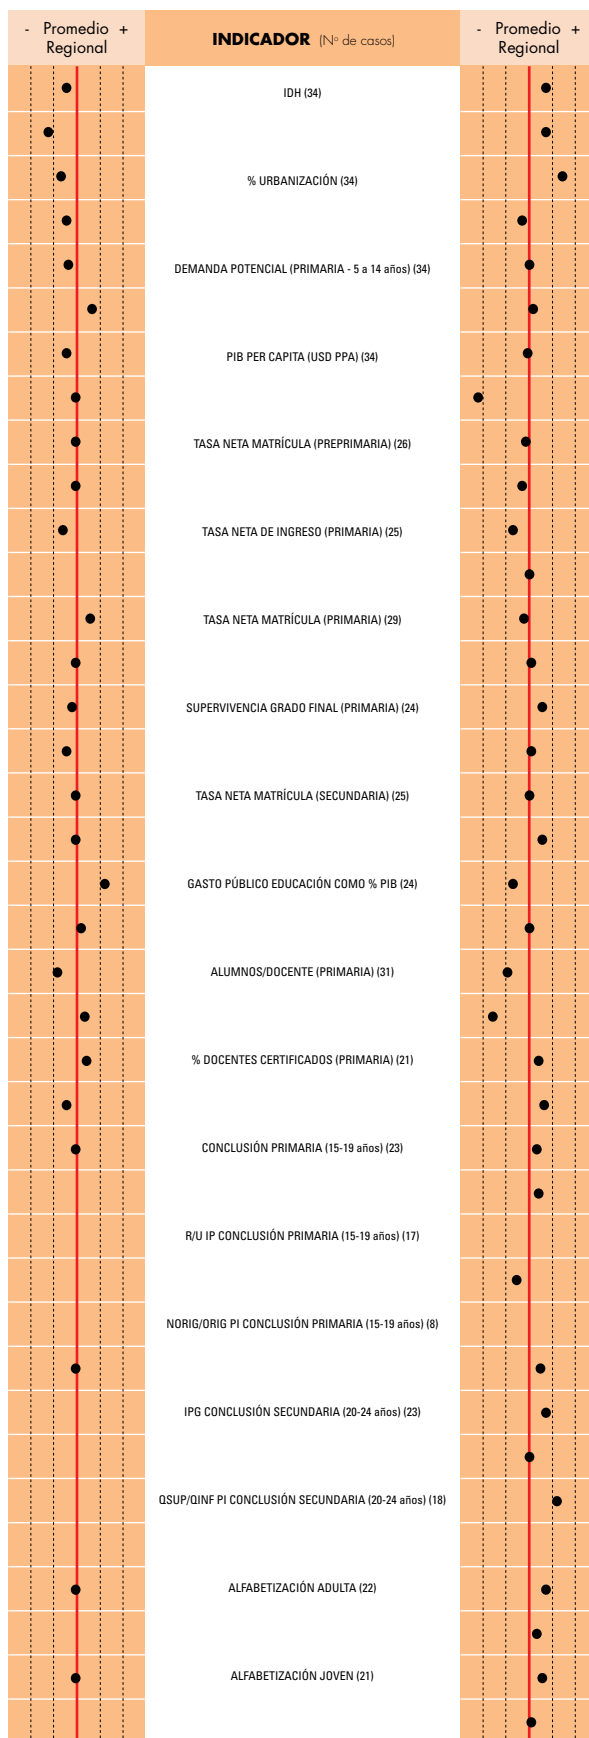 - Promedio +
Regional
INDICADOR (Nº de casos)
- Promedio +
Regional
IDH (34)
% URBANIZACIÓN (34)
DEMANDA POTENCIAL (PRIMARIA - 5 a 14 años) (34)
PIB PER CAPITA (USD PPA) (34)
TASA NETA MATRÍCULA (PREPRIMARIA) (26)
TASA NETA DE INGRESO (PRIMARIA) (25)
TASA NETA MATRÍCULA (PRIMARIA) (29)
SUPERVIVENCIA GRADO FINAL (PRIMARIA) (24)
TASA NETA MATRÍCULA (SECUNDARIA) (25)
GASTO PÚBLICO EDUCACIÓN COMO % PIB (24)
ALUMNOS/DOCENTE (PRIMARIA) (31)
% DOCENTES CERTIFICADOS (PRIMARIA) (21)
CONCLUSIÓN PRIMARIA (15-19 años) (23)
R/U IP CONCLUSIÓN PRIMARIA (15-19 años) (17)
NORIG/ORIG PI CONCLUSIÓN PRIMARIA (15-19 años) (8)
IPG CONCLUSIÓN SECUNDARIA (20-24 años) (23)
QSUP/QINF PI CONCLUSIÓN SECUNDARIA (20-24 años) (18)
ALFABETIZACIÓN ADULTA (22)
ALFABETIZACIÓN JOVEN (21)